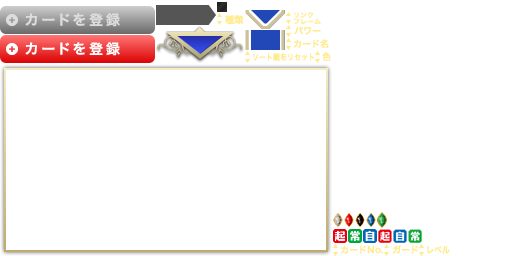 カードを登録
カードを登録
種類
リンク
フレーム
パワー
カード名
ソート順をリセット
色
起 常 自 起 自 常
カードNo.
ガード
レベル